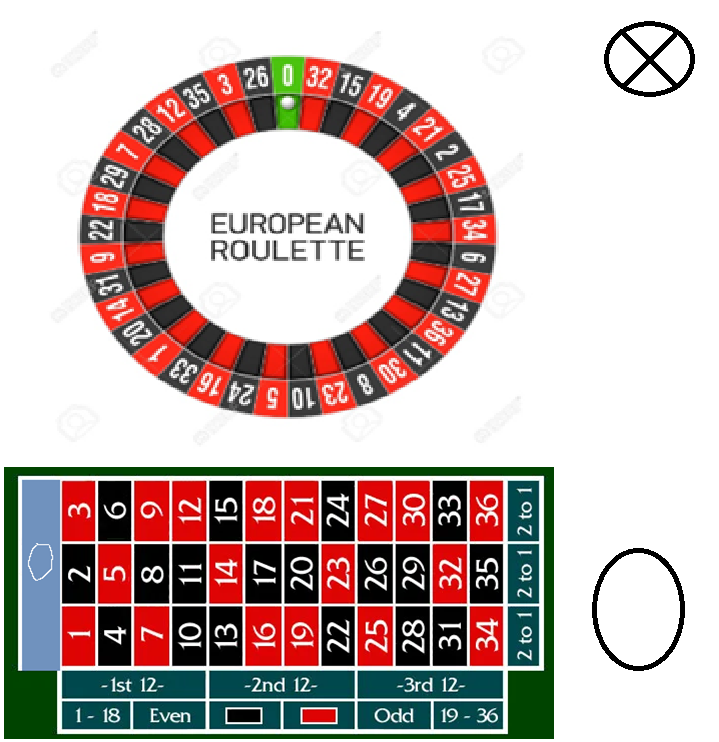 0 32 15 19 4 21 2 25 17 34 6 27 13 36 11 30 8 23 10 5 24 16 33 1 20 14 31 9 22 18 29 7 28 12 35 3 26
EUROPEAN
ROULETTE
3 6 9 12 15 18 21 24 27 30 33 36 2 to 1
2 5 8 11 14 17 20 23 26 29 32 35 2 to 1
1 4 7 10 13 16 19 22 25 28 31 34 2 to 1
-1st 12- -2nd 12- -3rd 12-
1 - 18 Even Odd 19 - 36